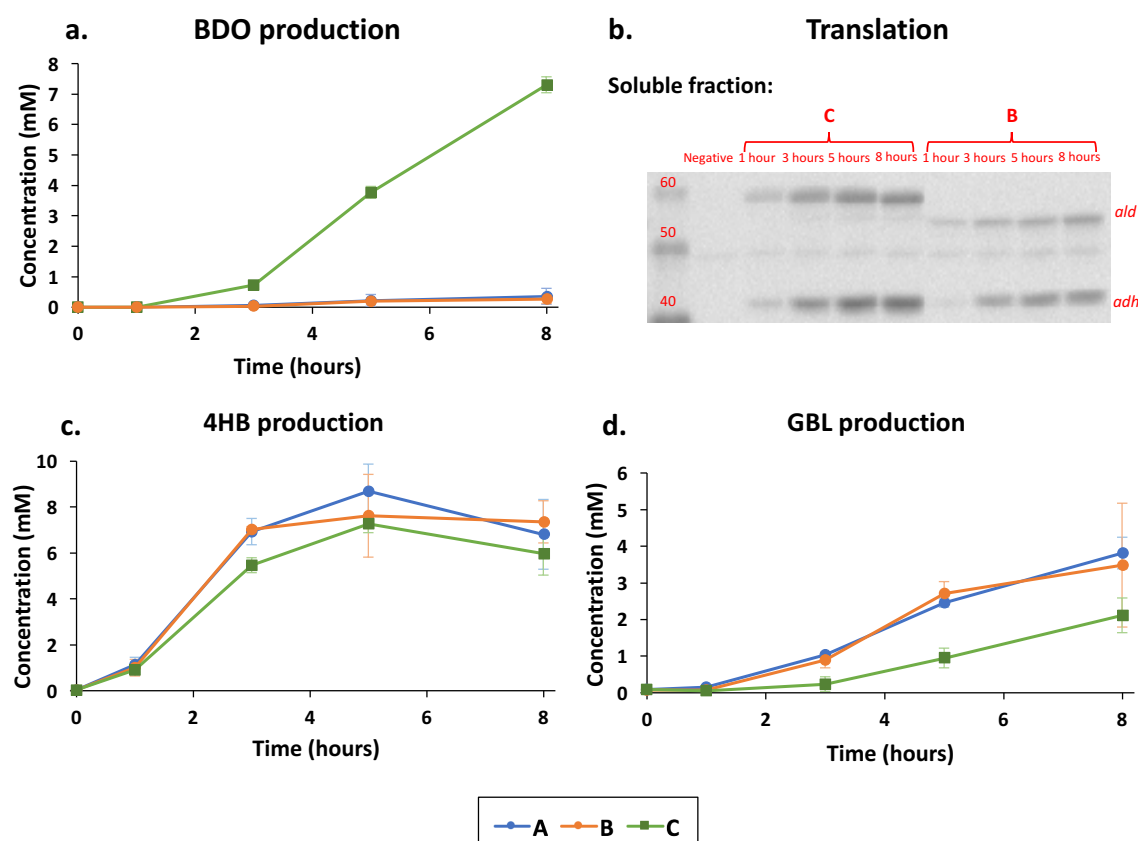 a. BDO production
Concentration (mM)
8
7
6
5
4
3
2
1
0
0 2 4 6 8
Time (hours)
b. Translation
Soluble fraction:
C B
Negative 1 hour 3 hours 5 hours 8 hours 1 hour 3 hours 5 hours 8 hours
60
50
40
ald
adh
c. 4HB production
Concentration (mM)
10
8
6
4
2
0
0 2 4 6 8
Time (hours)
d. GBL production
Concentration (mM)
6
5
4
3
2
1
0
0 2 4 6 8
Time (hours)
A B C